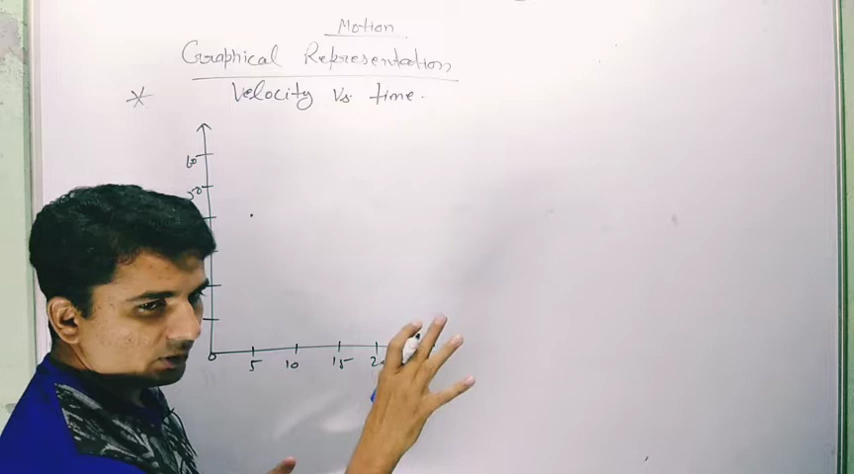 Motion
Graphical Representation
* Velocity Vs. time.
60
50
0
5 10 15